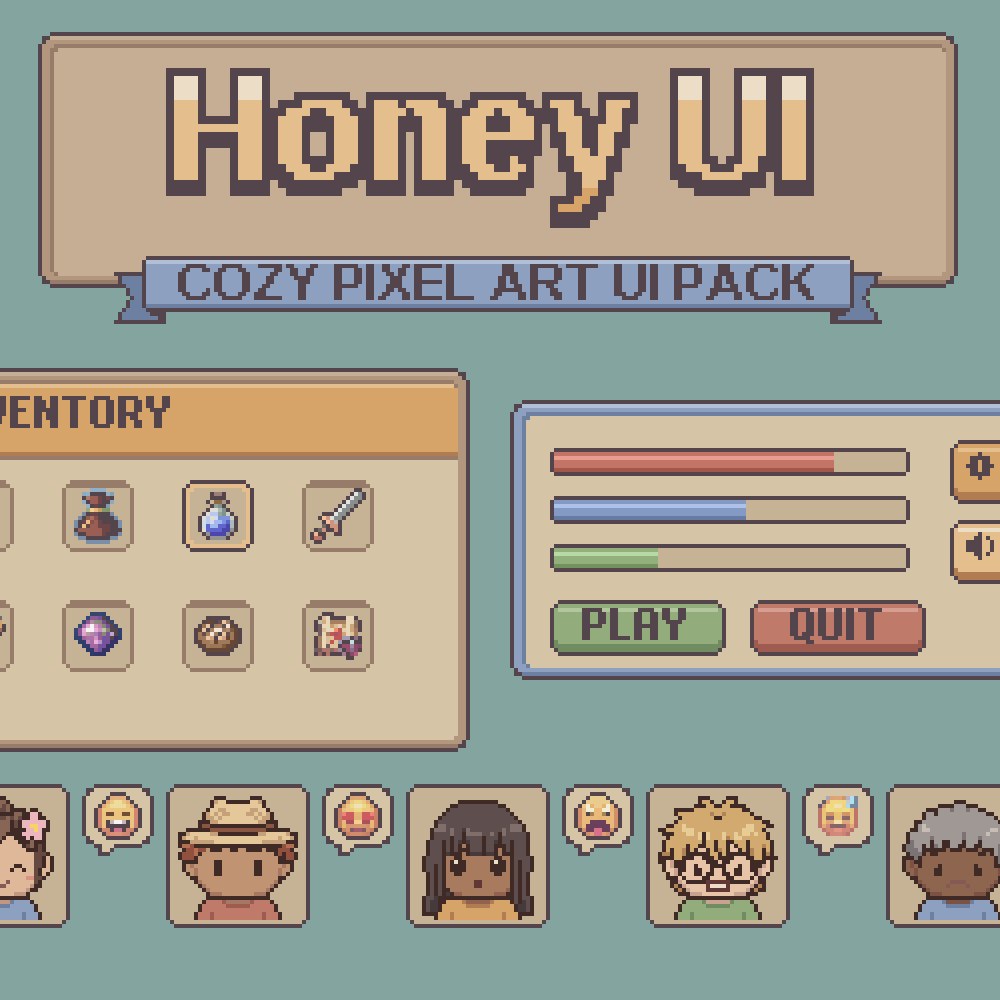 Honey UI
COZY PIXEL ART UI PACK
VENTORY
PLAY
QUIT